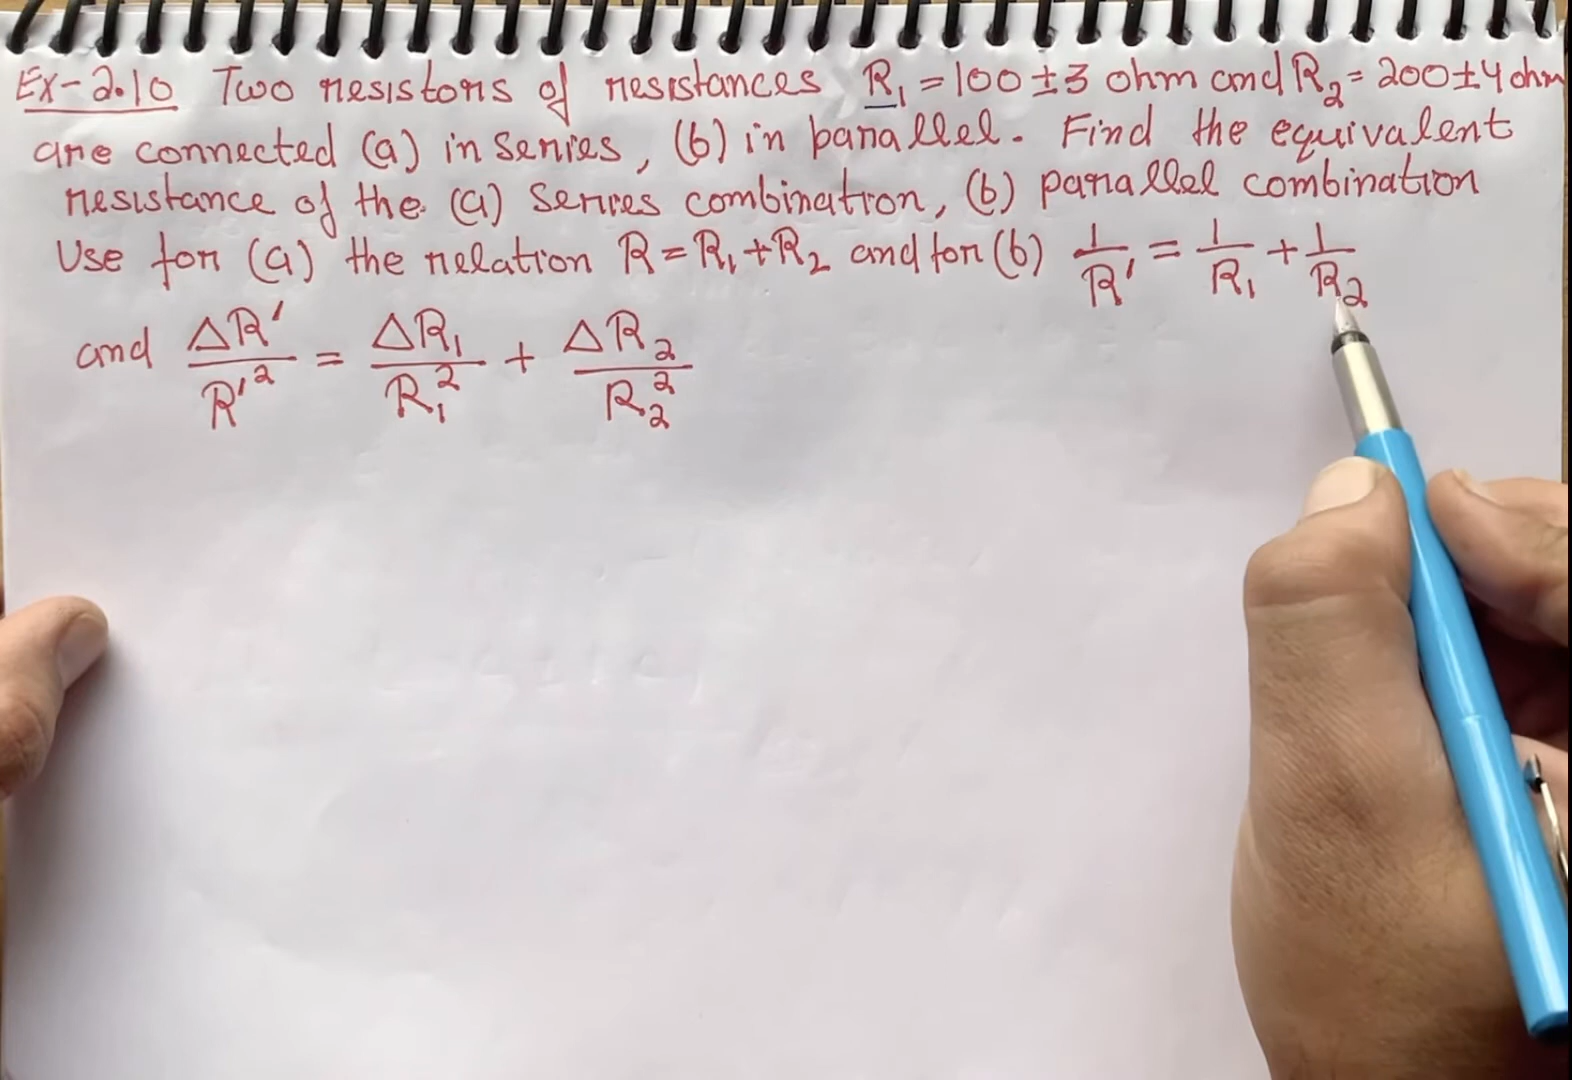 Ex-2.10 Two resistors of resistances R₁ = 100 ± 3 ohm and R₂ = 200 ± 4 ohm
are connected (a) in series, (b) in parallel. Find the equivalent
resistance of the (a) series combination, (b) parallel combination
Use for (a) the relation R = R₁ + R₂ and for (b) 1/R' = 1/R₁ + 1/R₂
and ΔR'/R'² = ΔR₁/R₁² + ΔR₂/R₂²